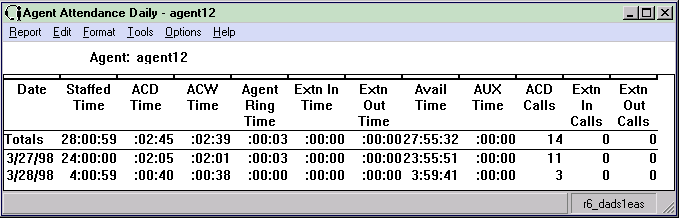 Agent Attendance Daily - agent12
Report Edit Format Tools Options Help
Agent: agent12
Date Staffed Time ACD Time ACW Time Agent Ring Time Extn In Time Extn Out Time Avail Time AUX Time ACD Calls Extn In Calls Extn Out Calls
Totals 28:00:59 :02:45 :02:39 :00:03 :00:00 :00:00 27:55:32 :00:00 14 0 0
3/27/98 24:00:00 :02:05 :02:01 :00:03 :00:00 :00:00 23:55:51 :00:00 11 0 0
3/28/98 4:00:59 :00:40 :00:38 :00:00 :00:00 :00:00 3:59:41 :00:00 3 0 0
r6_dads1eas